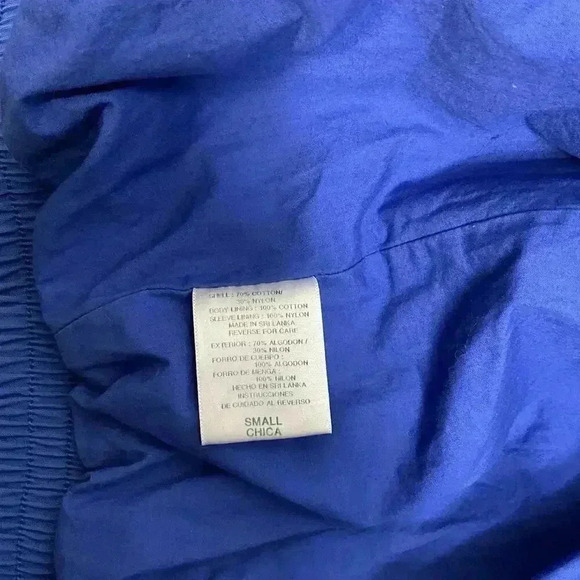 SHELL : 70% COTTON/
30% NYLON
BODY LINING : 100% COTTON
SLEEVE LINING : 100% NYLON
MADE IN SRI LANKA
REVERSE FOR CARE
EXTERIOR : 70% ALGODON /
30% NILON
FORRO DE CUERPO :
100% ALGODON
FORRO DE MENGA :
100% NILON
HECHO EN SRI LANKA
INSTRUCCIONES
DE CUIDADO AL REVERSO
SMALL
CHICA